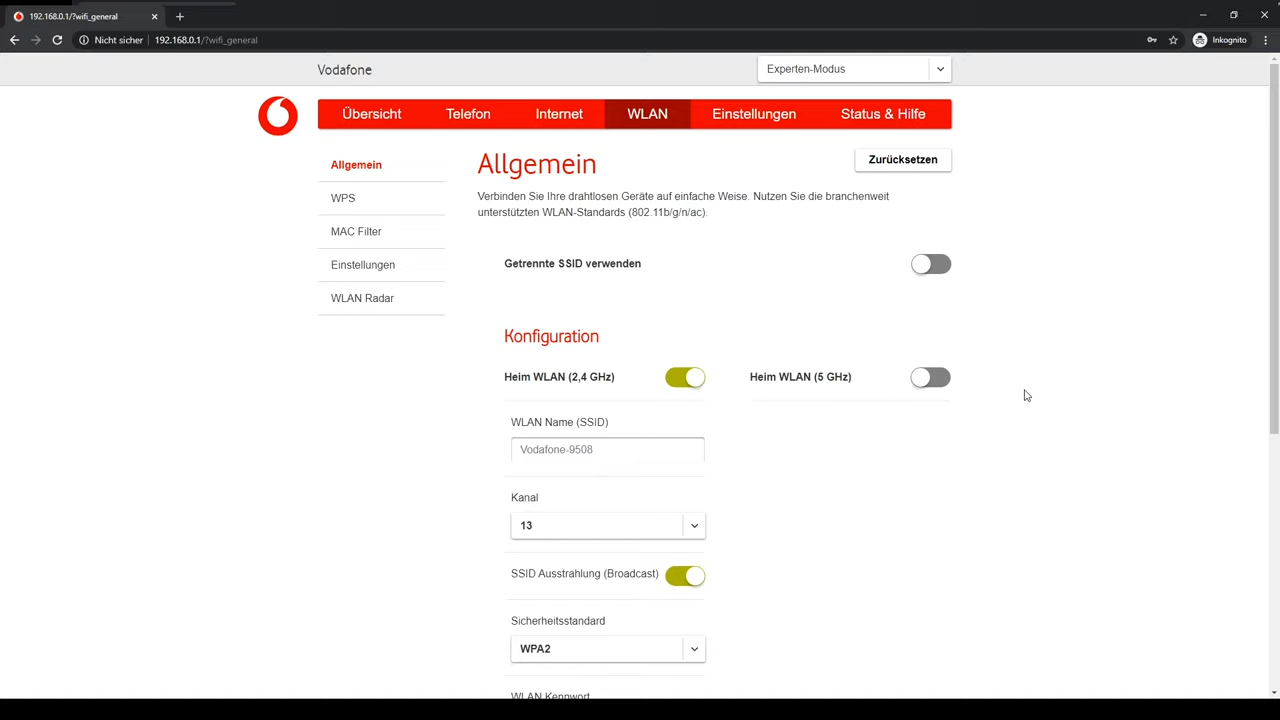 192.168.0.1/?wifi_general
Nicht sicher
192.168.0.1/?wifi_general
Inkognito
Vodafone
Experten-Modus
Übersicht
Telefon
Internet
WLAN
Einstellungen
Status & Hilfe
Allgemein
WPS
MAC Filter
Einstellungen
WLAN Radar
Allgemein
Zurücksetzen
Verbinden Sie Ihre drahtlosen Geräte auf einfache Weise. Nutzen Sie die branchenweit
unterstützten WLAN-Standards (802.11b/g/n/ac).
Getrennte SSID verwenden
Konfiguration
Heim WLAN (2,4 GHz)
Heim WLAN (5 GHz)
WLAN Name (SSID)
Vodafone-9508
Kanal
13
SSID Ausstrahlung (Broadcast)
Sicherheitsstandard
WPA2
WLAN Kennwort